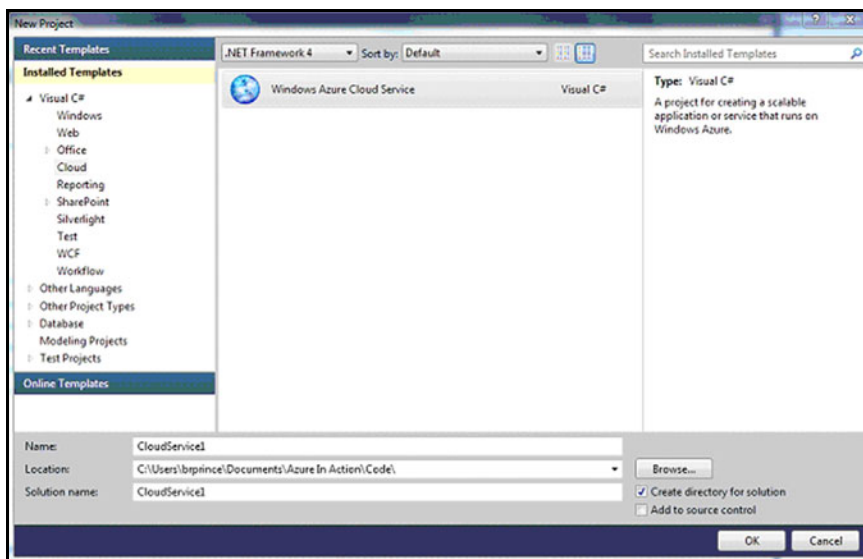 New Project
Recent Templates
Installed Templates
Visual C#
Windows
Web
Office
Cloud
Reporting
SharePoint
Silverlight
Test
WCF
Workflow
Other Languages
Other Project Types
Database
Modeling Projects
Test Projects
Online Templates
.NET Framework 4 Sort by: Default
Windows Azure Cloud Service Visual C#
Search Installed Templates
Type: Visual C#
A project for creating a scalable
application or service that runs on
Windows Azure.
Name: CloudService1
Location: C:\Users\brprince\Documents\Azure In Action\Code\ Browse...
Solution name: CloudService1
Create directory for solution
Add to source control
OK Cancel